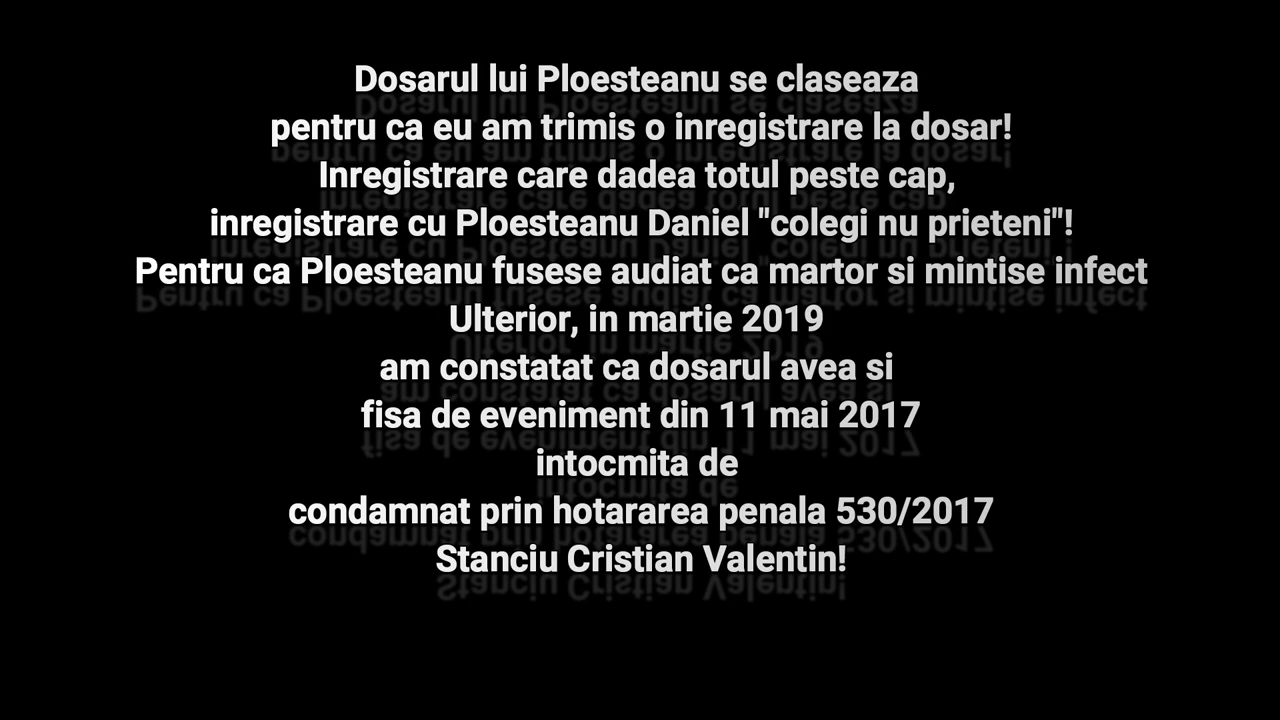 Dosarul lui Ploesteanu se claseaza
pentru ca eu am trimis o inregistrare la dosar!
Inregistrare care dadea totul peste cap,
inregistrare cu Ploesteanu Daniel "colegi nu prieteni"!
Pentru ca Ploesteanu fusese audiat ca martor si mintise infect
Ulterior, in martie 2019
am constatat ca dosarul avea si
fisa de eveniment din 11 mai 2017
intocmita de
condamnat prin hotararea penala 530/2017
Stanciu Cristian Valentin!